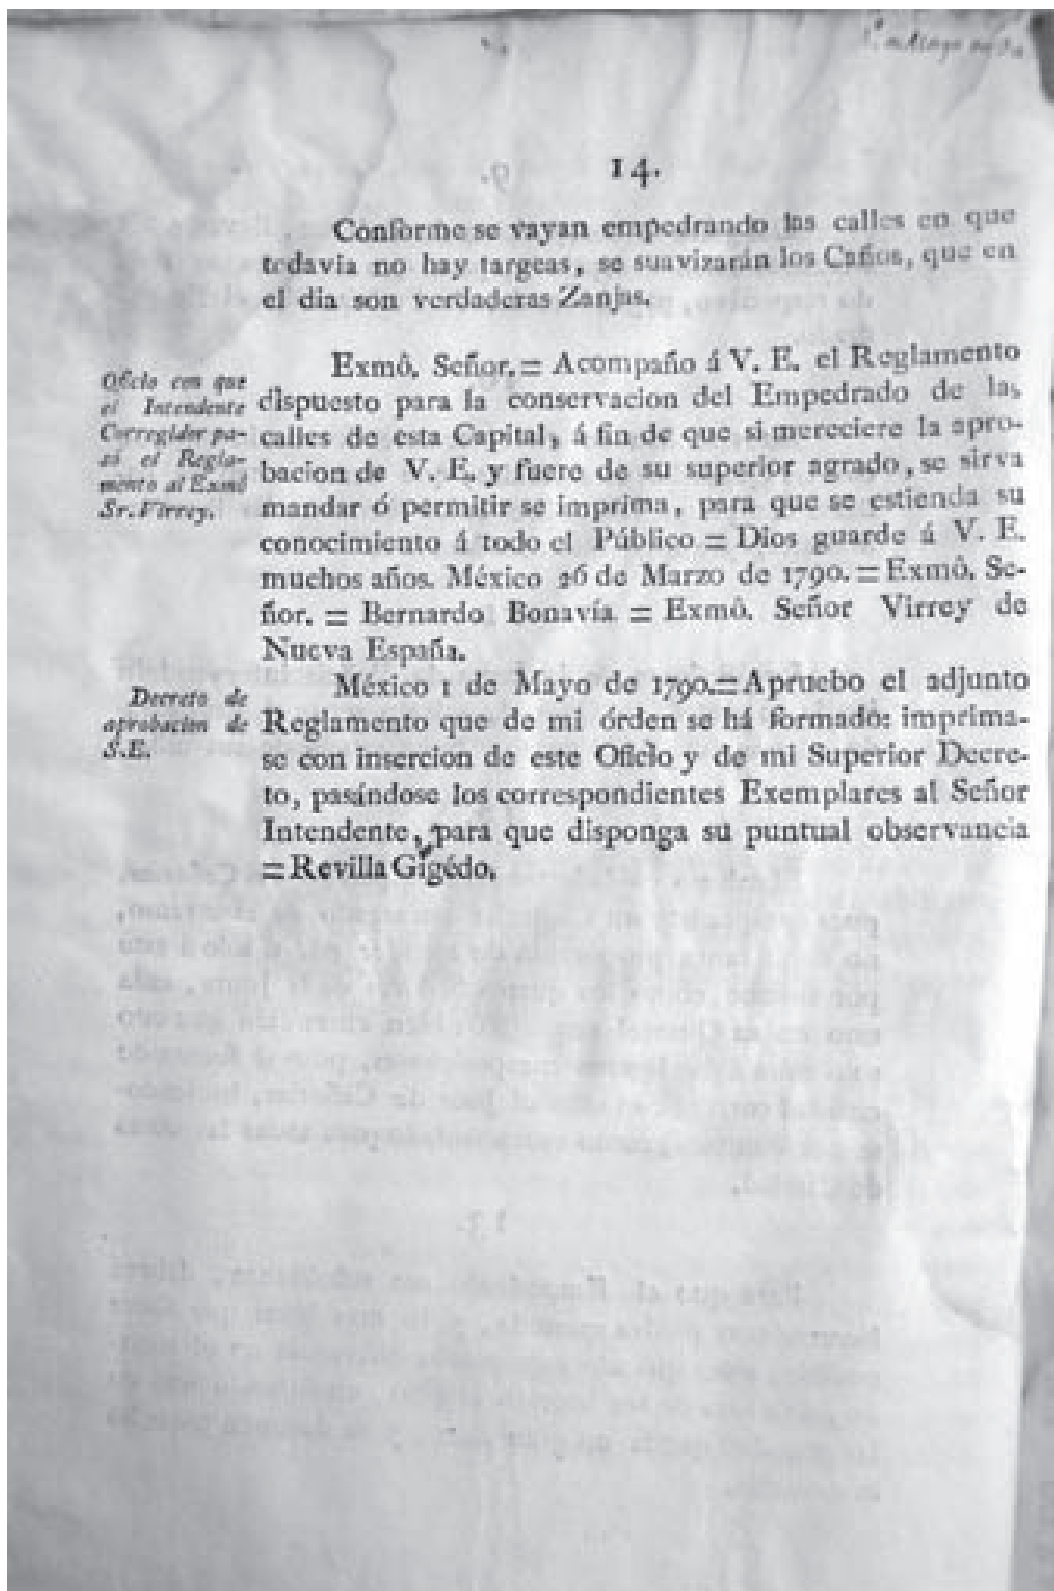 14.
Conforme se vayan empedrando las calles en que
todavia no hay targeas, se suavizarán los Caños, que en
el dia son verdaderas Zanjas.
Oficio con que
el Intendente
Corregidor pa-
só el Regla-
mento al Exmô
Sr. Virrey.
Exmô. Señor. = Acompaño á V. E. el Reglamento
dispuesto para la conservacion del Empedrado de las
calles de esta Capital, á fin de que si mereciere la apro-
bacion de V. E. y fuere de su superior agrado, se sirva
mandar ó permitir se imprima, para que se estienda su
conocimiento á todo el Público = Dios guarde á V. E.
muchos años. México 26 de Marzo de 1790. = Exmô. Se-
ñor. = Bernardo Bonavía = Exmô. Señor Virrey de
Nueva España.
Decreto de
aprobacion de
S.E.
México 1 de Mayo de 1790. = Apruebo el adjunto
Reglamento que de mi órden se há formado: imprima-
se con insercion de este Oficio y de mi Superior Decre-
to, pasándose los correspondientes Exemplares al Señor
Intendente, para que disponga su puntual observancia
= Revilla Gigédo.